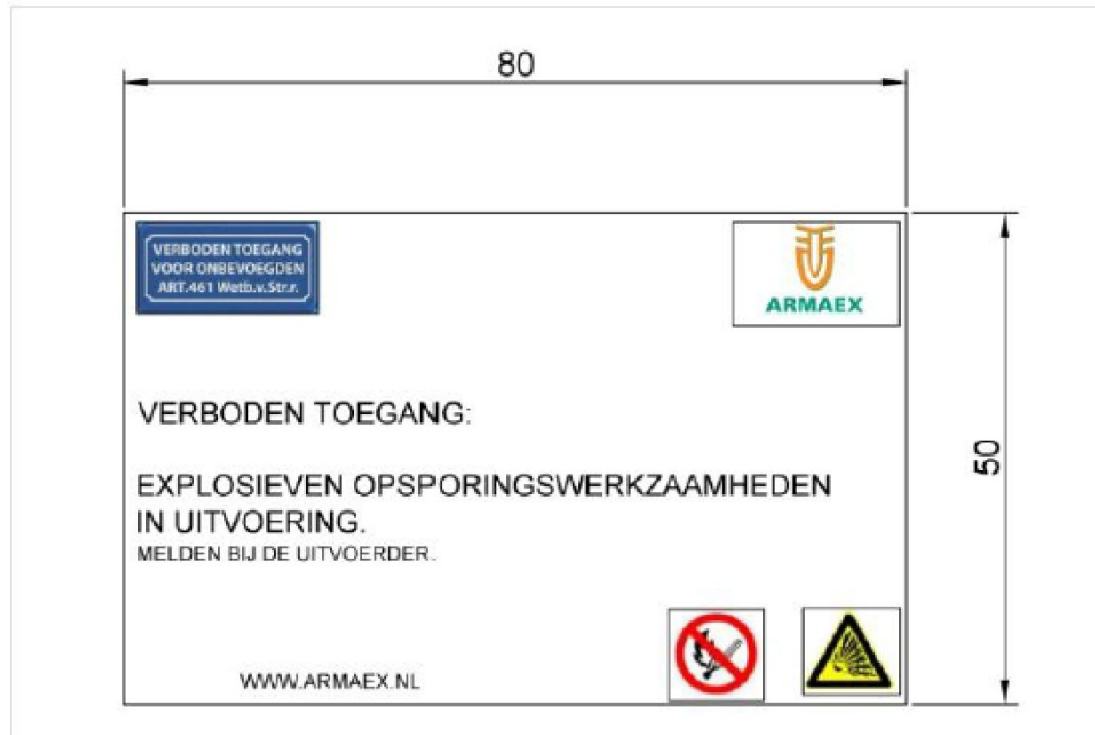 80
VERBODEN TOEGANG
VOOR ONBEVOEGDEN
ART.461 Wetb.v.Str.r.
ARMAEX
VERBODEN TOEGANG:
EXPLOSIEVEN OPSPORINGSWERKZAAMHEDEN
IN UITVOERING.
MELDEN BIJ DE UITVOERDER.
50
WWW.ARMAEX.NL